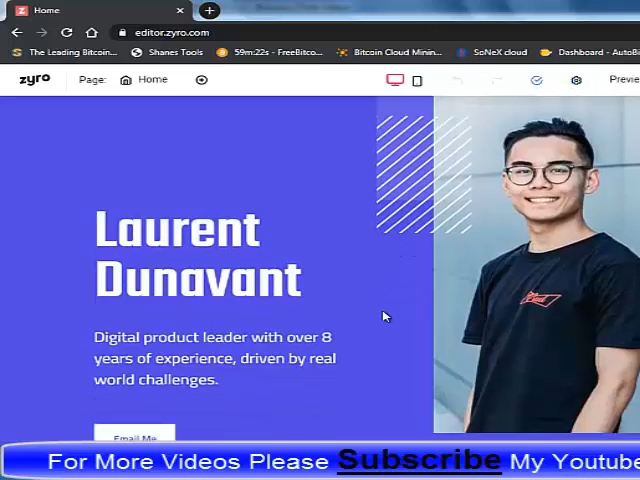 Home
editor.zyro.com
The Leading Bitcoin... Shanes Tools 59m:22s - FreeBitco... Bitcoin Cloud Minin... SoNeX cloud Dashboard - AutoBi
zyro Page: Home Previe
Laurent
Dunavant
Digital product leader with over 8
years of experience, driven by real
world challenges.
Email Me
For More Videos Please Subscribe My Youtube